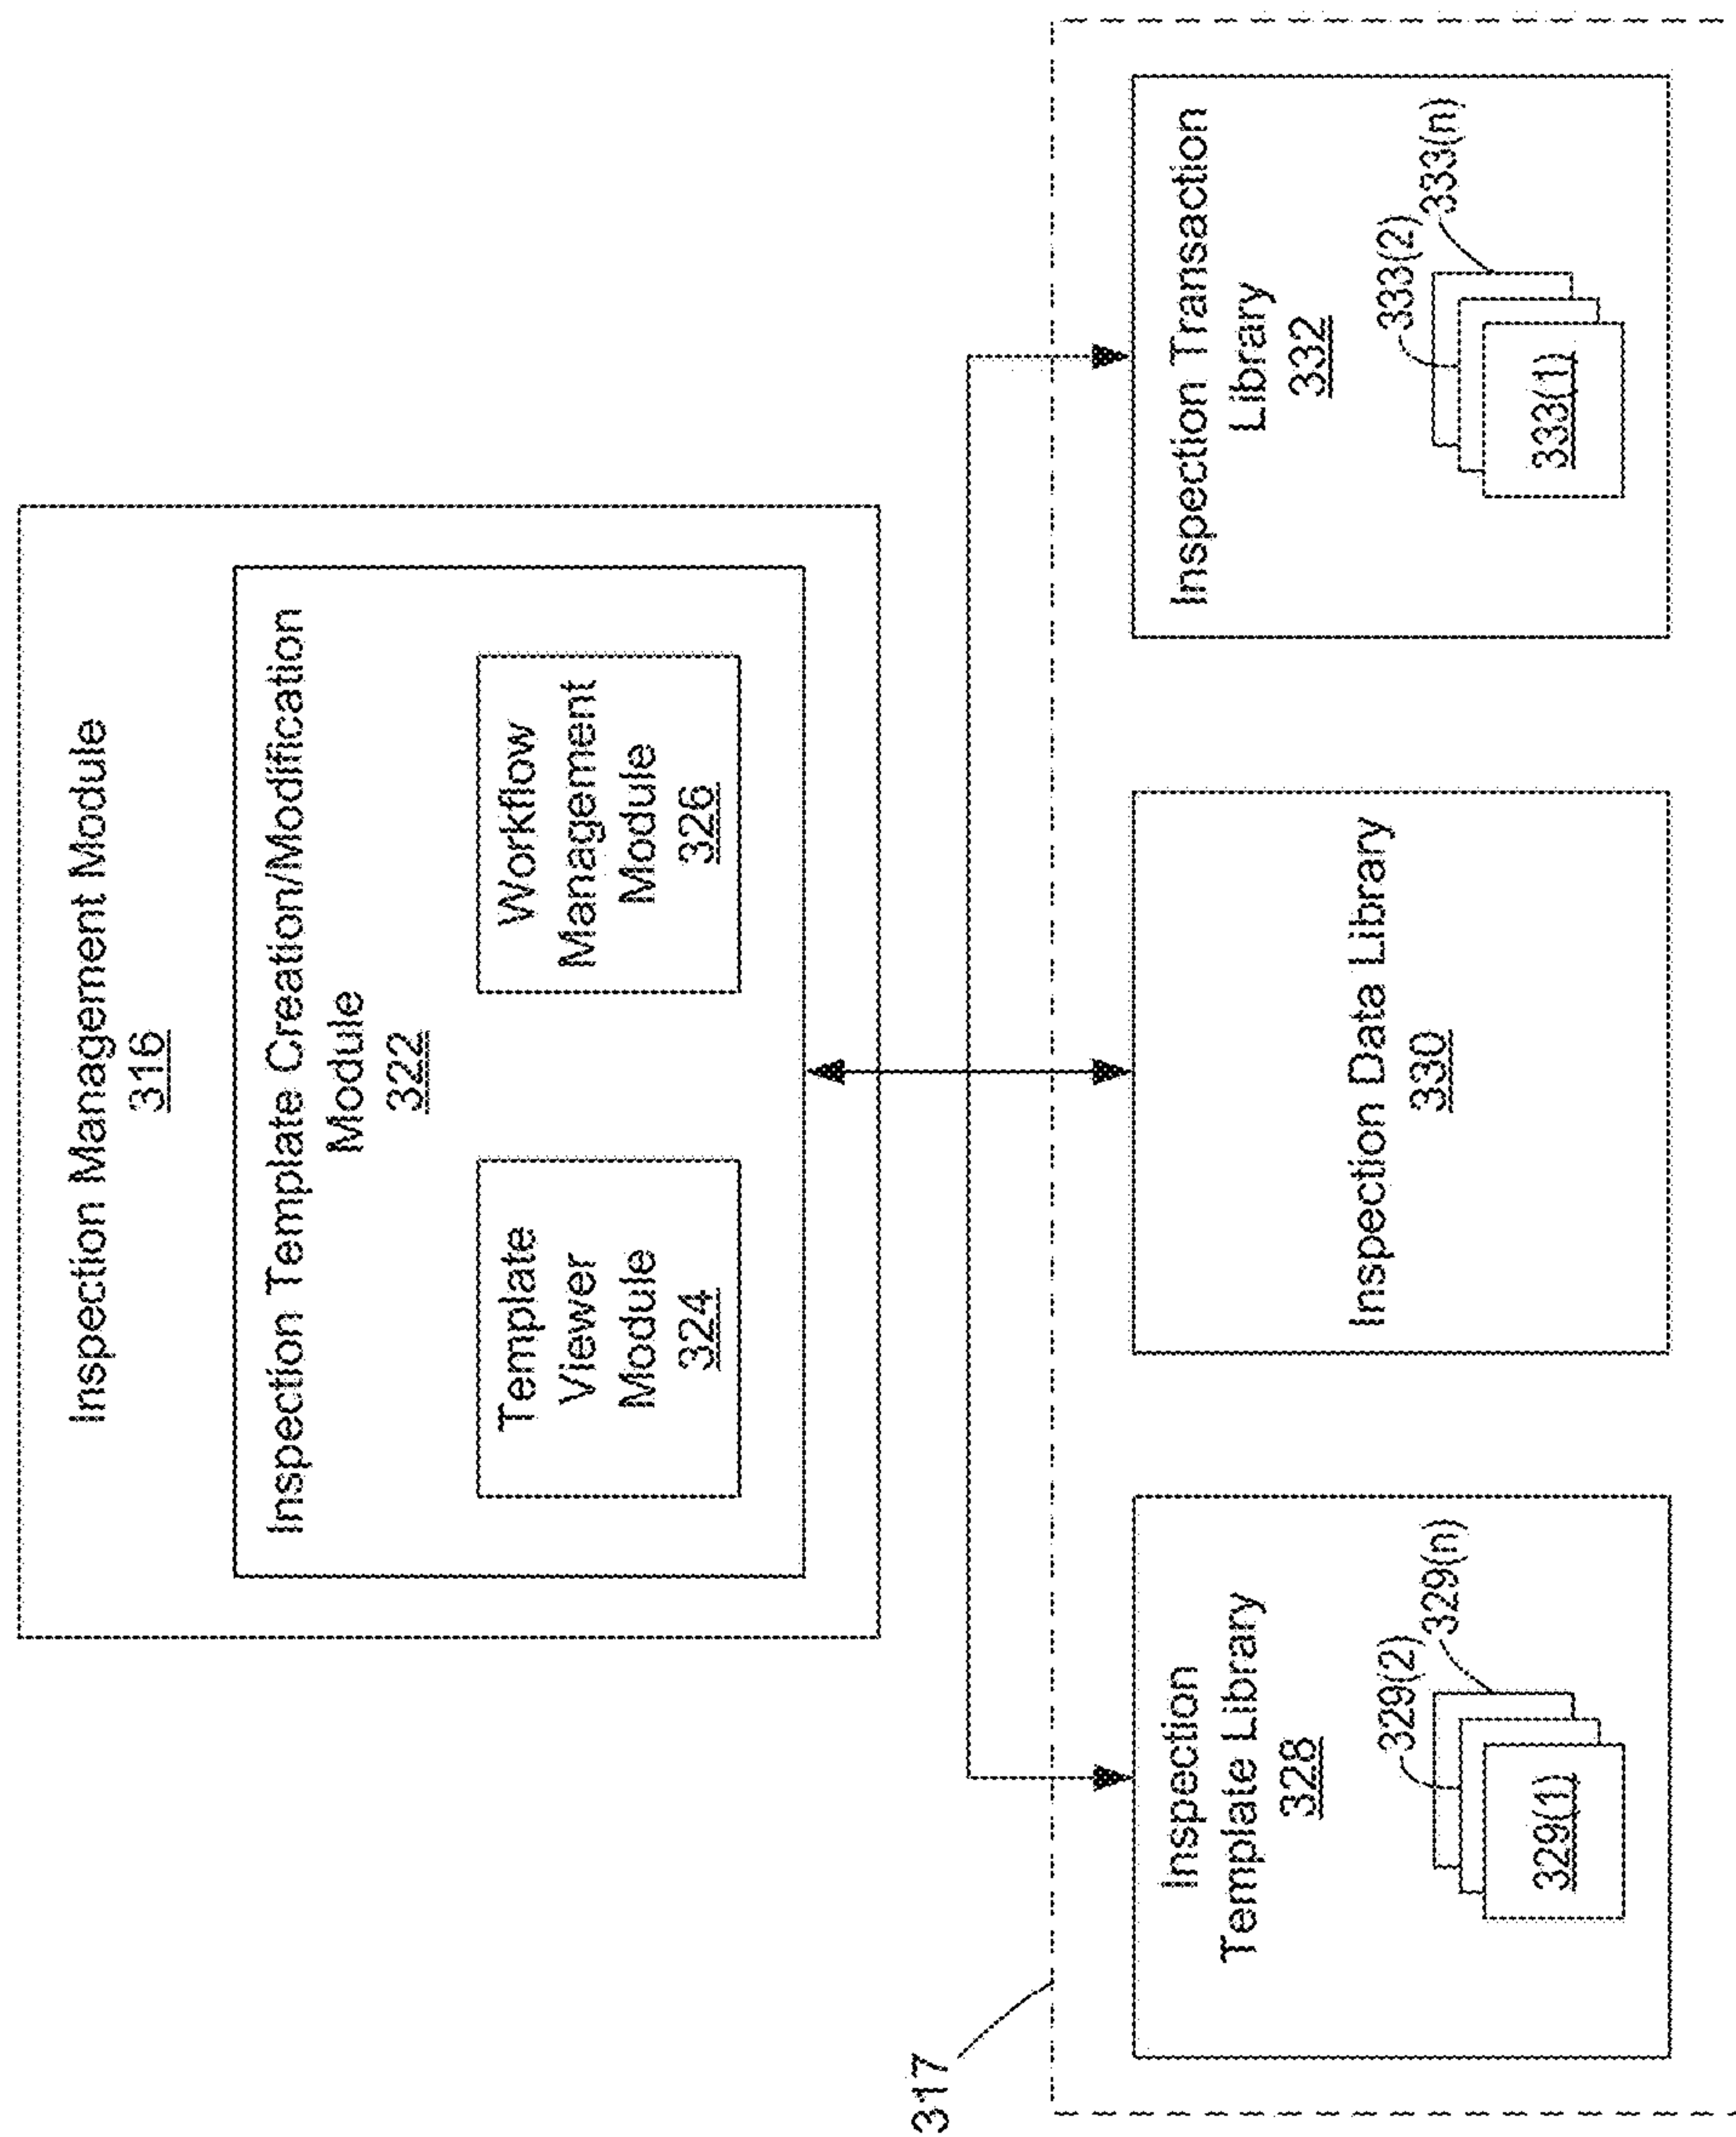 Inspection Management Module
316
Inspection Template Creation/Modification
Module
322
Template
Viewer
Module
324
Workflow
Management
Module
326
317
Inspection
Template Library
328
329(2)
329(n)
329(1)
Inspection Data Library
330
Inspection Transaction
Library
332
333(2)
333(n)
333(1)